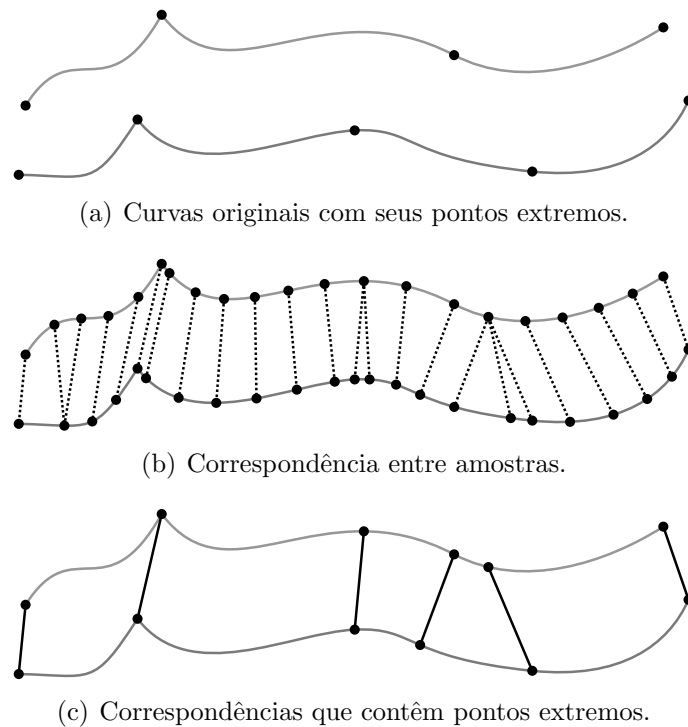 (a) Curvas originais com seus pontos extremos.
(b) Correspondência entre amostras.
(c) Correspondências que contêm pontos extremos.